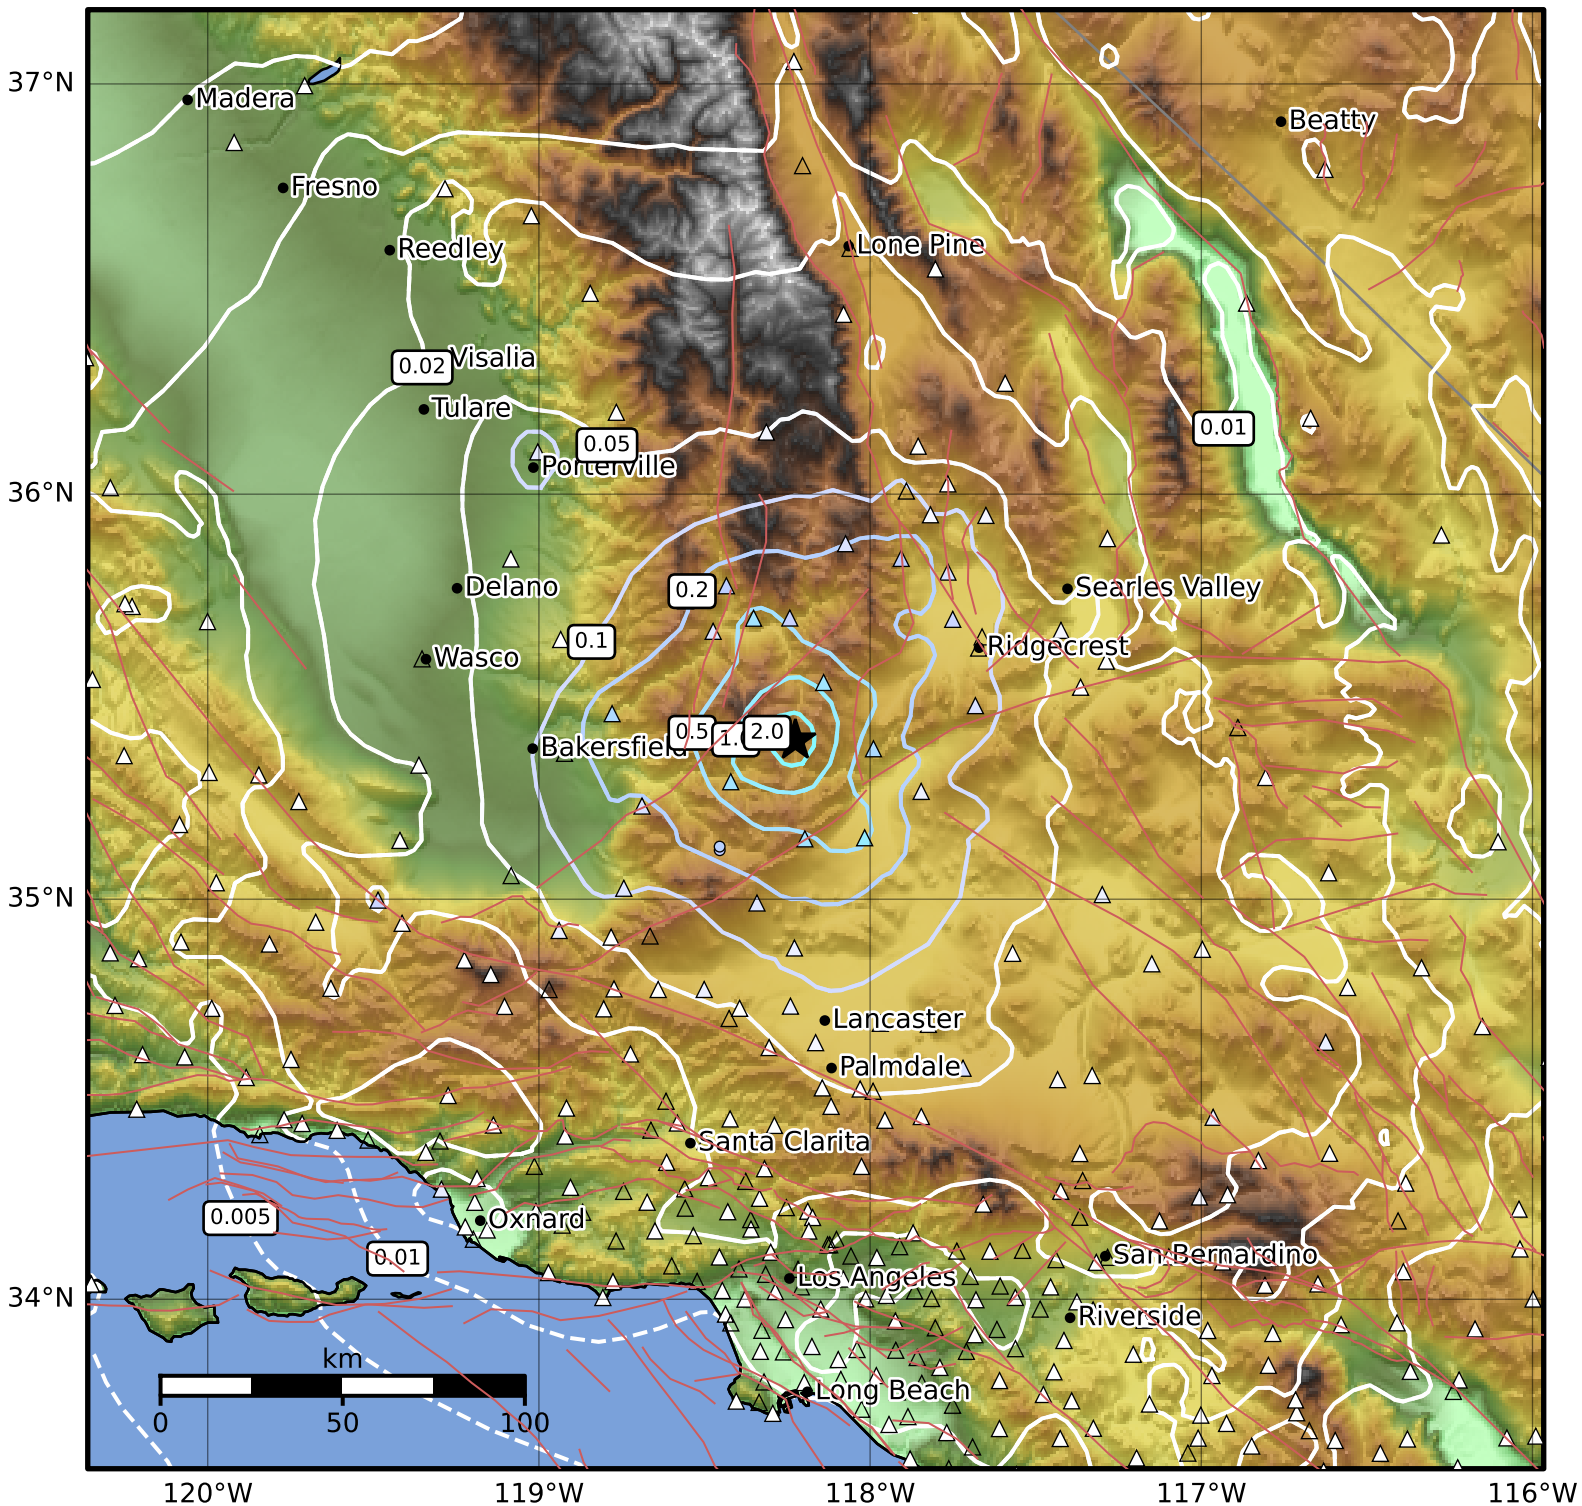 37°N
Madera
Beatty
Fresno
Reedley
Lone Pine
0.02
Visalia
Tulare
0.01
0.05
Porterville
36°N
0.2
Delano
Searles Valley
0.1
Wasco
Ridgecrest
0.5
1.
2.0
Bakersfield
35°N
Lancaster
Palmdale
Santa Clarita
0.005
Oxnard
0.01
San Bernardino
Los Angeles
34°N
Riverside
km
Long Beach
0 50 100
120°W 119°W 118°W 117°W 116°W